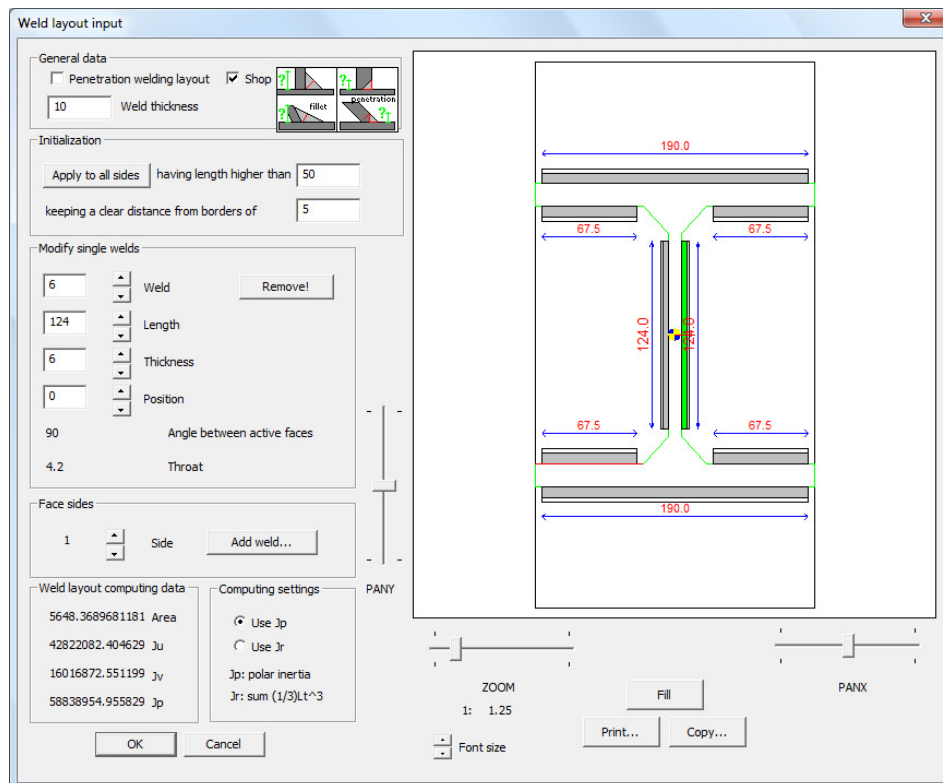 Weld layout input
General data
Penetration welding layout
Shop
10
Weld thickness
?
?
?
fillet
penetration
?
Initialization
Apply to all sides
having length higher than
50
keeping a clear distance from borders of
5
Modify single welds
6
Weld
Remove!
124
Length
6
Thickness
0
Position
90
Angle between active faces
4.2
Throat
Face sides
1
Side
Add weld...
Weld layout computing data
5648.3689681181 Area
42822082.404629 Ju
16016872.551199 Jv
58838954.955829 Jp
Computing settings
Use Jp
Use Jr
Jp: polar inertia
Jr: sum (1/3)Lt^3
OK
Cancel
PANY
190.0
67.5
67.5
124.0
124.0
67.5
67.5
190.0
ZOOM
1: 1.25
Font size
Fill
Print...
Copy...
PANX